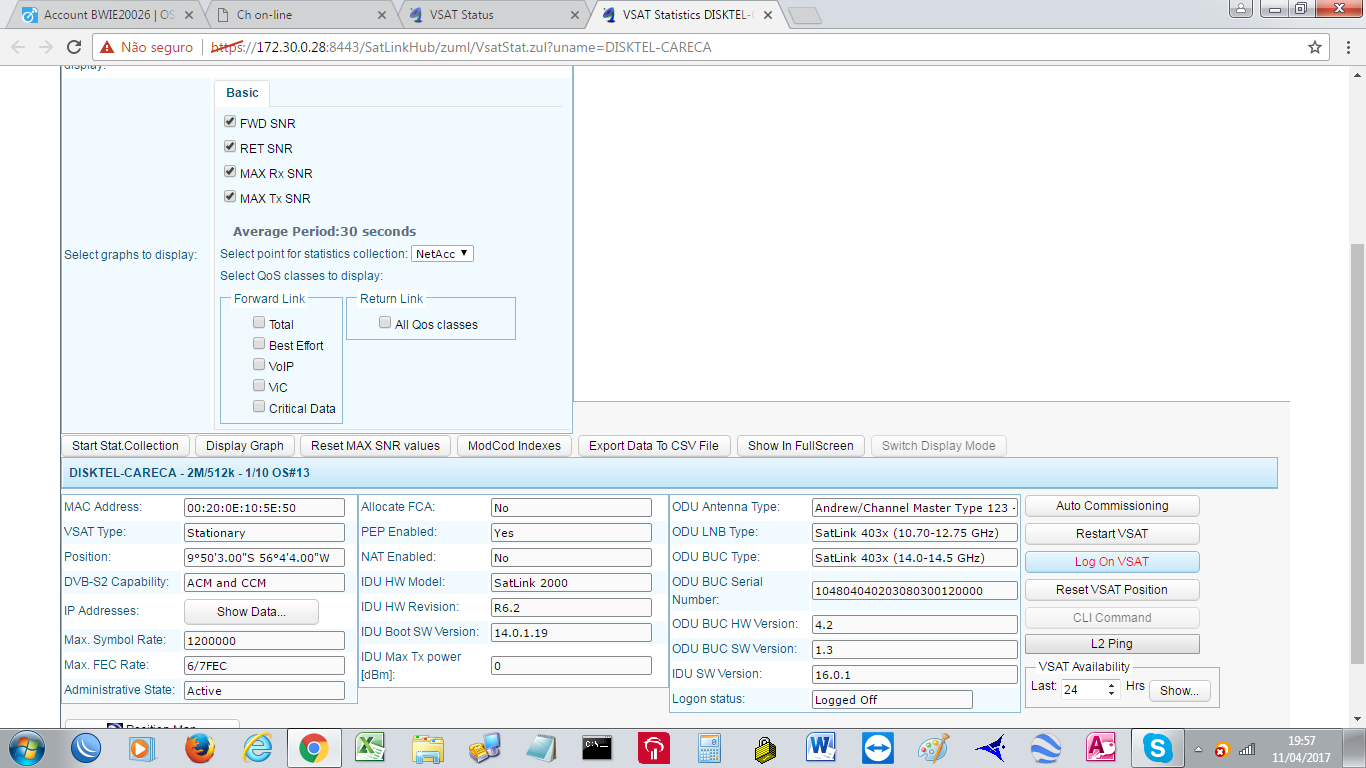 Account BWIE20026 | OS
Ch on-line
VSAT Status
VSAT Statistics DISKTEL-C
Não seguro
https://172.30.0.28:8443/SatLinkHub/zuml/VsatStat.zul?uname=DISKTEL-CARECA
display:
Basic
FWD SNR
RET SNR
MAX Rx SNR
MAX Tx SNR
Average Period:30 seconds
Select graphs to display:
Select point for statistics collection: NetAcc
Select QoS classes to display:
Forward Link
Total
Best Effort
VoIP
ViC
Critical Data
Return Link
All Qos classes
Start Stat.Collection Display Graph Reset MAX SNR values ModCod Indexes Export Data To CSV File Show In FullScreen Switch Display Mode
DISKTEL-CARECA - 2M/512k - 1/10 OS#13
MAC Address: 00:20:0E:10:5E:50
VSAT Type: Stationary
Position: 9°50'3.00"S 56°4'4.00"W
DVB-S2 Capability: ACM and CCM
IP Addresses: Show Data...
Max. Symbol Rate: 1200000
Max. FEC Rate: 6/7FEC
Administrative State: Active
Allocate FCA: No
PEP Enabled: Yes
NAT Enabled: No
IDU HW Model: SatLink 2000
IDU HW Revision: R6.2
IDU Boot SW Version: 14.0.1.19
IDU Max Tx power
[dBm]: 0
ODU Antenna Type: Andrew/Channel Master Type 123 -
ODU LNB Type: SatLink 403x (10.70-12.75 GHz)
ODU BUC Type: SatLink 403x (14.0-14.5 GHz)
ODU BUC Serial
Number: 104804040203080300120000
ODU BUC HW Version: 4.2
ODU BUC SW Version: 1.3
IDU SW Version: 16.0.1
Logon status: Logged Off
Auto Commissioning
Restart VSAT
Log On VSAT
Reset VSAT Position
CLI Command
L2 Ping
VSAT Availability
Last: 24 Hrs Show...
Position Map
19:57
11/04/2017